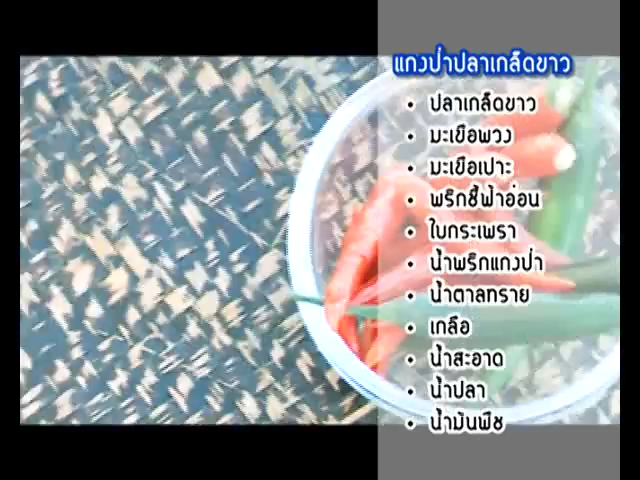 แกงป่าปลาเกล็ดขาว
• ปลาเกล็ดขาว
• มะเขือพวง
• มะเขือเปาะ
• พริกชี้ฟ้าอ่อน
• ใบกระเพรา
• น้ำพริกแกงป่า
• น้ำตาลทราย
• เกลือ
• น้ำสะอาด
• น้ำปลา
• น้ำมันพืช